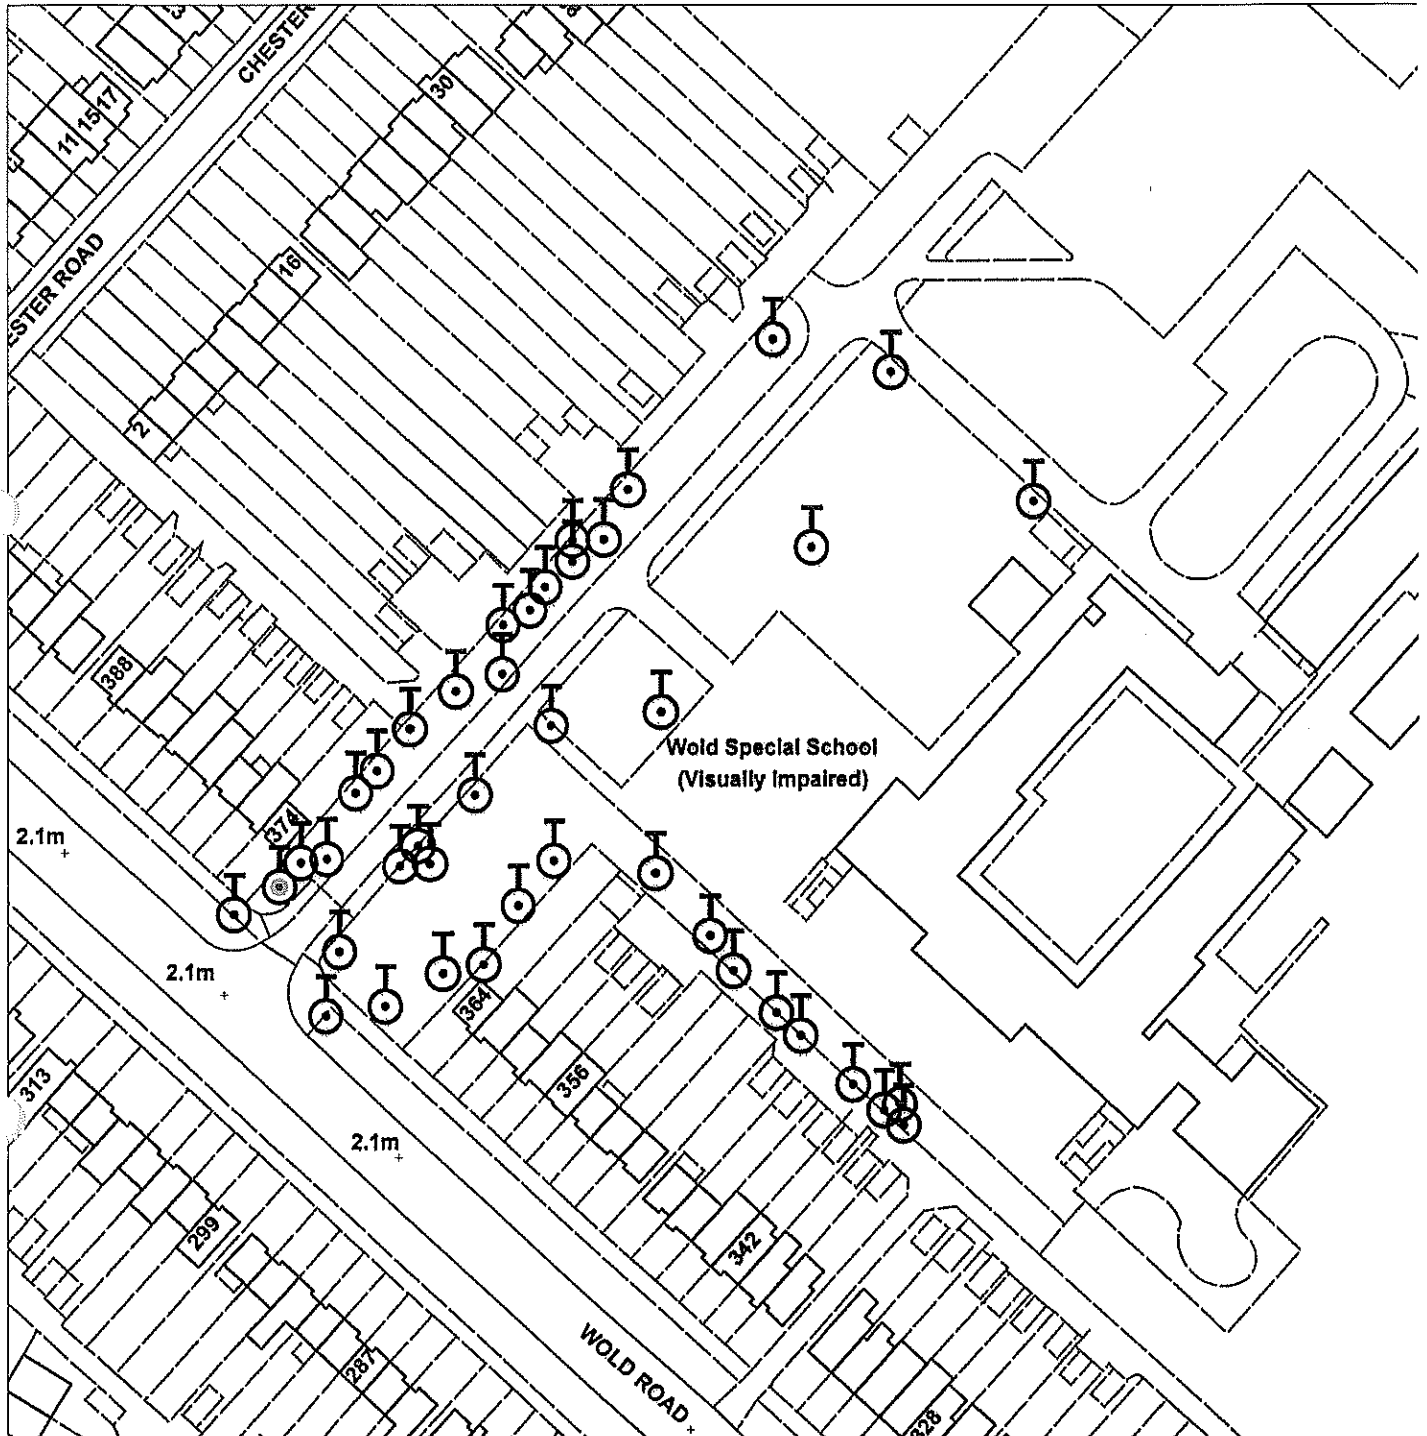 CHESTER
30
11 15 17
ESTER ROAD
16
2
388
Wold Special School
(Visually Impaired)
374
2.1m
2.1m
364
313
356
2.1m
299
342
287
WOLD ROAD
328